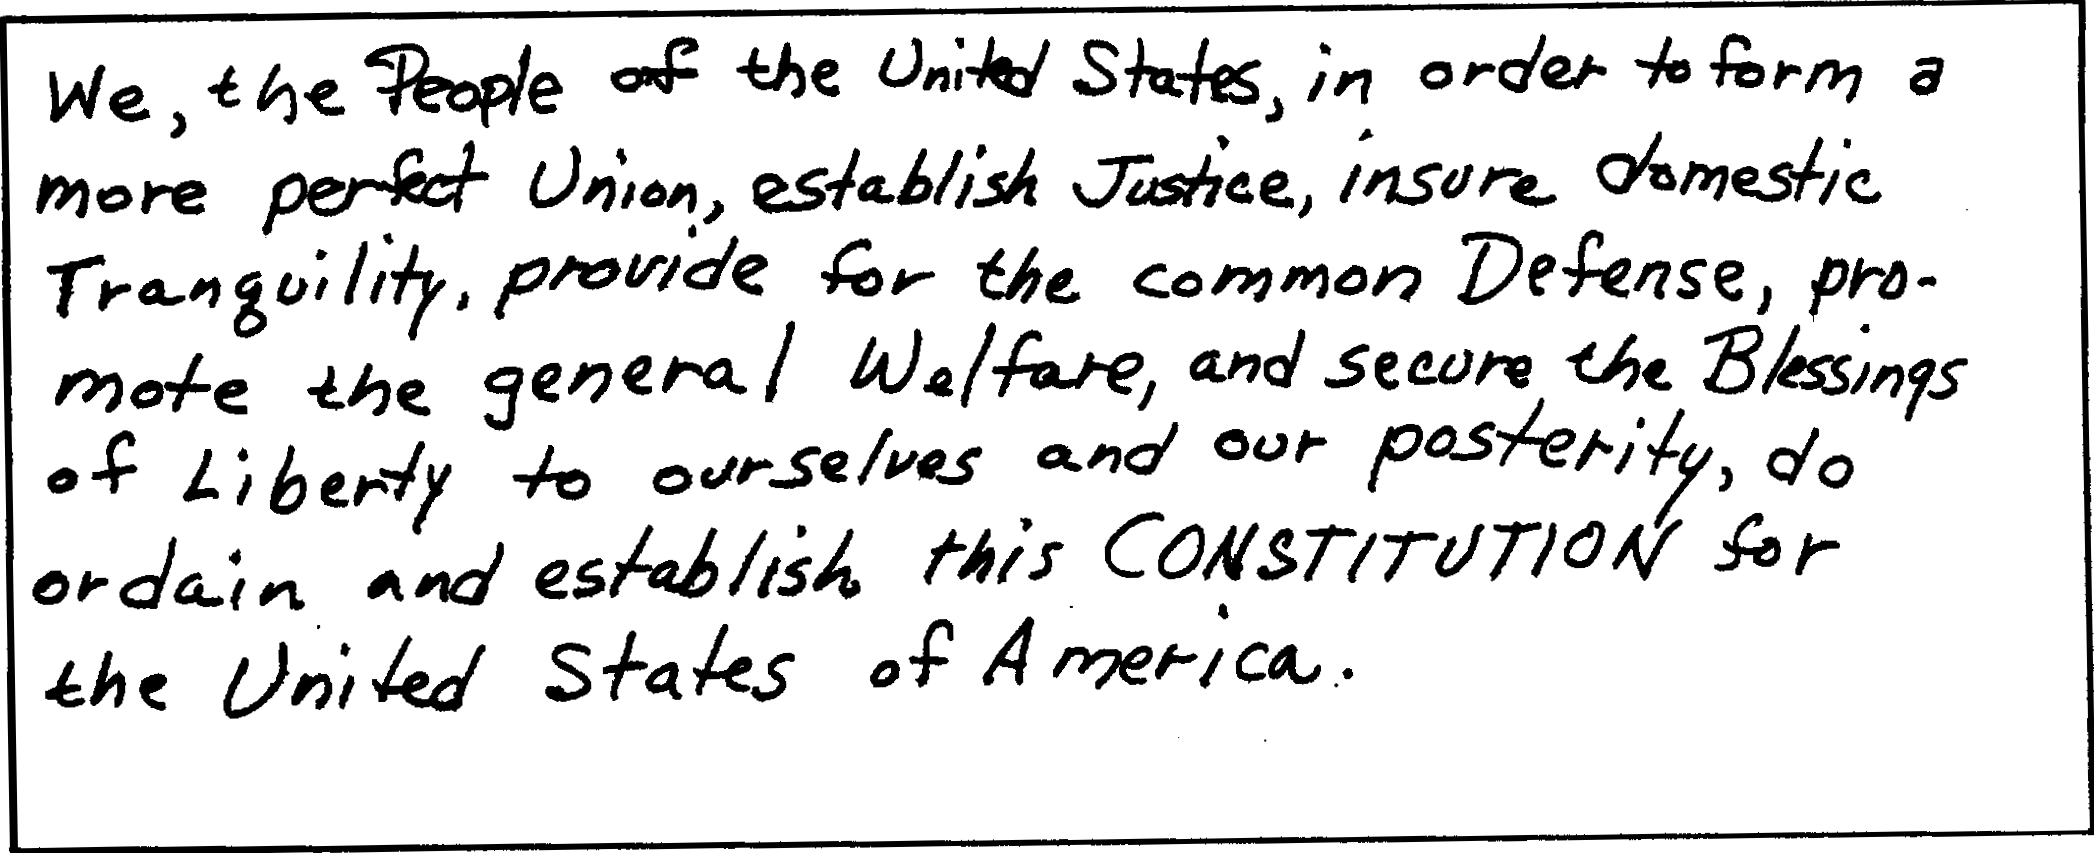 We, the People of the United States, in order to form a
more perfect Union, establish Justice, insure domestic
Tranquility, provide for the common Defense, pro-
mote the general Welfare, and secure the Blessings
of Liberty to ourselves and our posterity, do
ordain and establish this CONSTITUTION for
the United States of America.